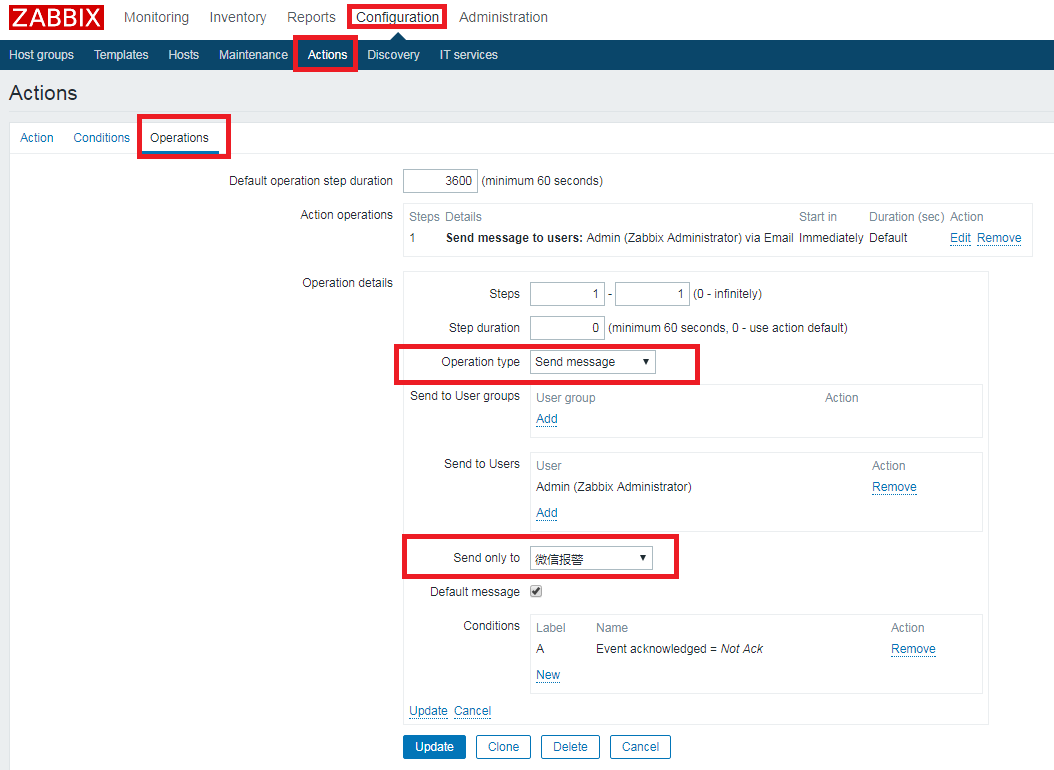 ZABBIX Monitoring Inventory Reports Configuration Administration
Host groups Templates Hosts Maintenance Actions Discovery IT services
Actions
Action Conditions Operations
Default operation step duration 3600 (minimum 60 seconds)
Action operations Steps Details Start in Duration (sec) Action
1 Send message to users: Admin (Zabbix Administrator) via Email Immediately Default Edit Remove
Operation details
Steps 1 - 1 (0 - infinitely)
Step duration 0 (minimum 60 seconds, 0 - use action default)
Operation type Send message
Send to User groups User group Action
Add
Send to Users User Action
Admin (Zabbix Administrator) Remove
Add
Send only to 微信报警
Default message
Conditions Label Name Action
A Event acknowledged = Not Ack Remove
New
Update Cancel
Update Clone Delete Cancel